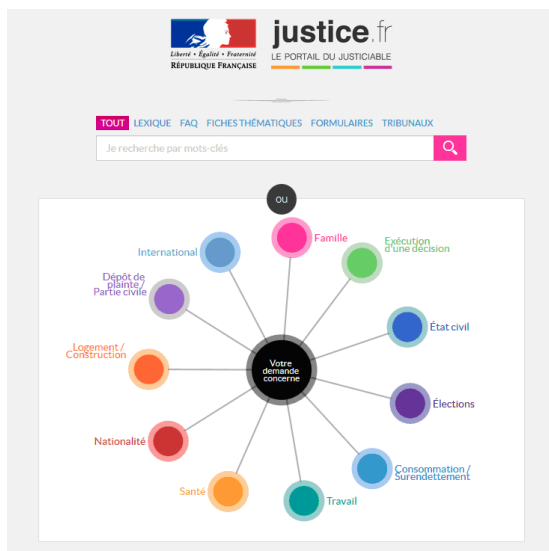 Liberté • Égalité • Fraternité
RÉPUBLIQUE FRANÇAISE
justice.fr
LE PORTAIL DU JUSTICIABLE
TOUT LEXIQUE FAQ FICHES THÉMATIQUES FORMULAIRES TRIBUNAUX
Je recherche par mots-clés
OU
Famille
Exécution
d'une décision
International
Dépôt de
plainte /
Partie civile
État civil
Logement /
Construction
Votre
demande
concerne
Élections
Nationalité
Consommation /
Surendettement
Santé
Travail